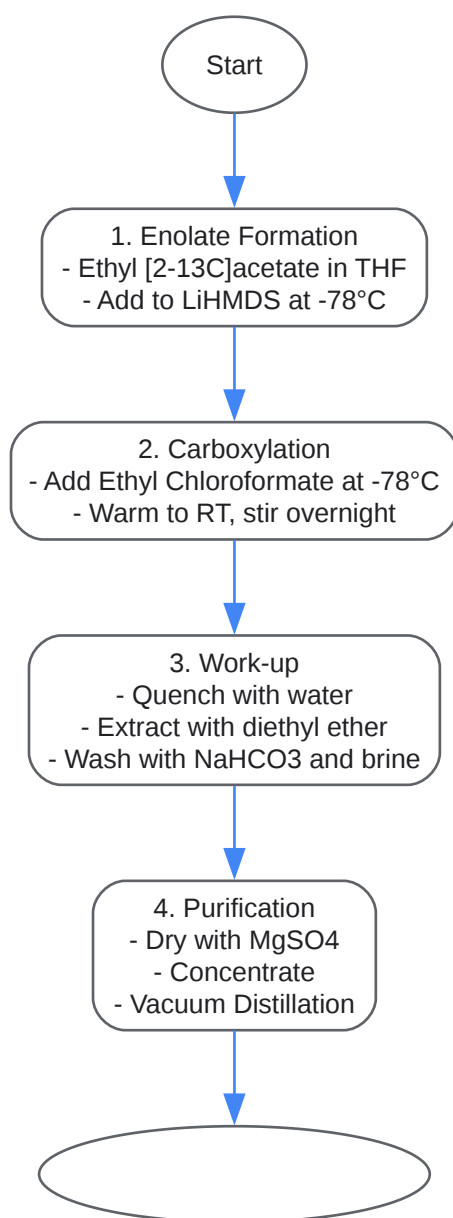 Start
1. Enolate Formation
- Ethyl [2-13C]acetate in THF
- Add to LiHMDS at -78°C
2. Carboxylation
- Add Ethyl Chloroformate at -78°C
- Warm to RT, stir overnight
3. Work-up
- Quench with water
- Extract with diethyl ether
- Wash with NaHCO3 and brine
4. Purification
- Dry with MgSO4
- Concentrate
- Vacuum Distillation